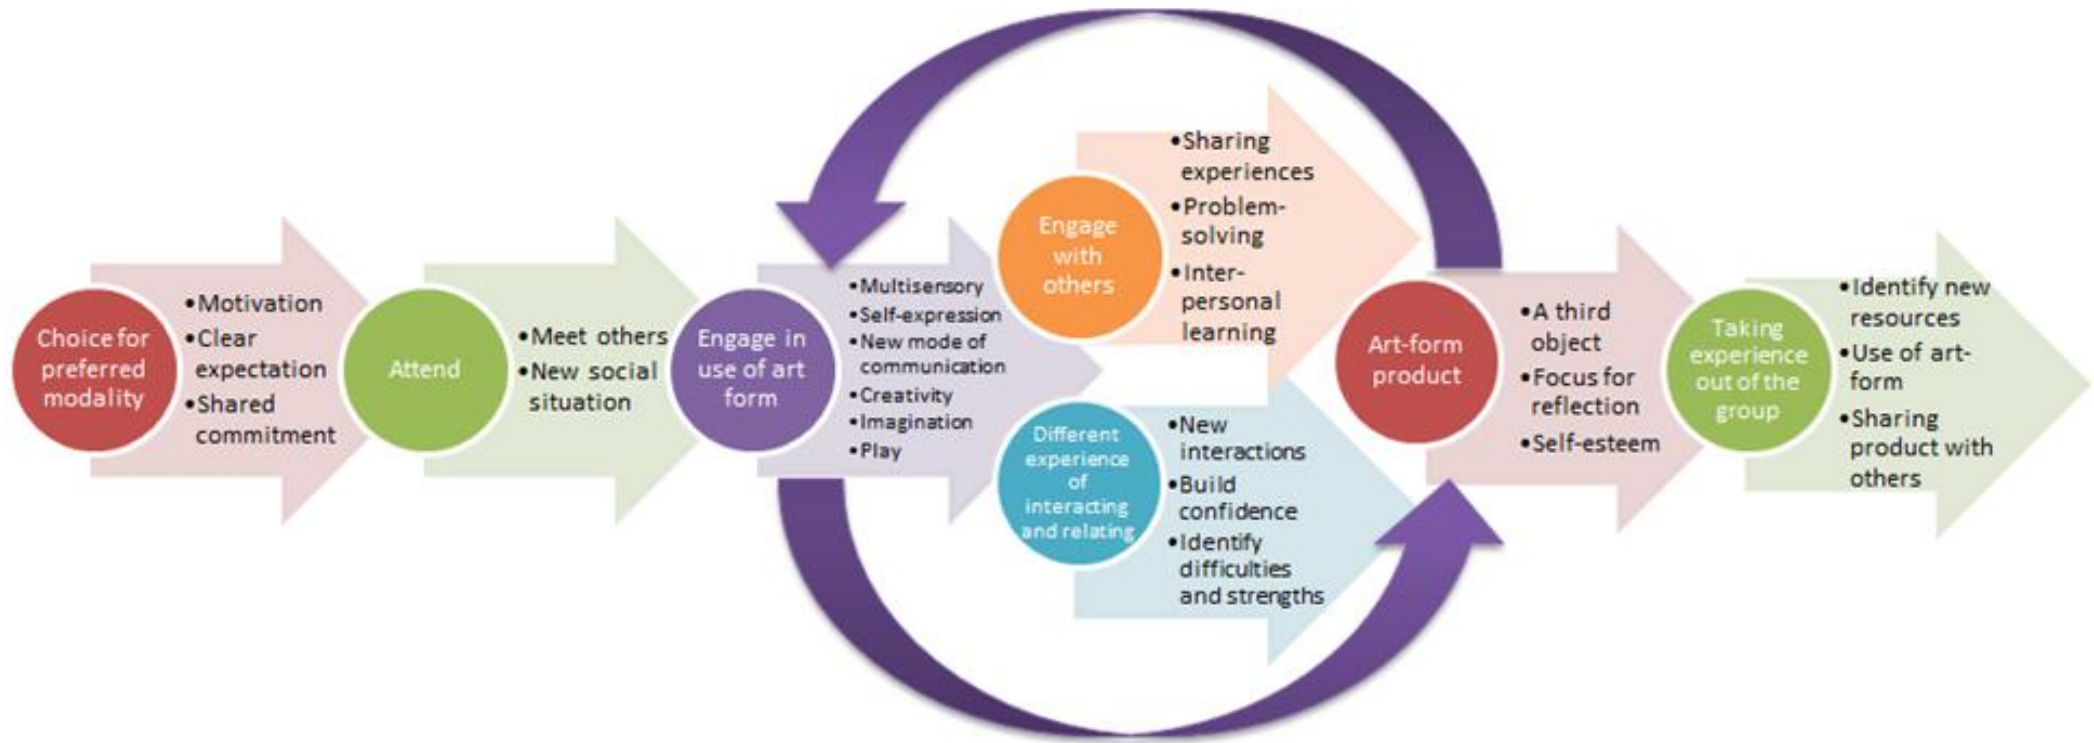 Choice for
preferred
modality
•Motivation
•Clear
expectation
•Shared
commitment
Attend
•Meet others
•New social
situation
Engage in
use of art
form
•Multisensory
•Self-expression
•New mode of
communication
•Creativity
•Imagination
•Play
Engage
with
others
•Sharing
experiences
•Problem-
solving
•Inter-
personal
learning
Different
experience
of
interacting
and relating
•New
interactions
•Build
confidence
•Identify
difficulties
and strengths
Art-form
product
•A third
object
•Focus for
reflection
•Self-esteem
Taking
experience
out of the
group
•Identify new
resources
•Use of art-
form
•Sharing
product with
others